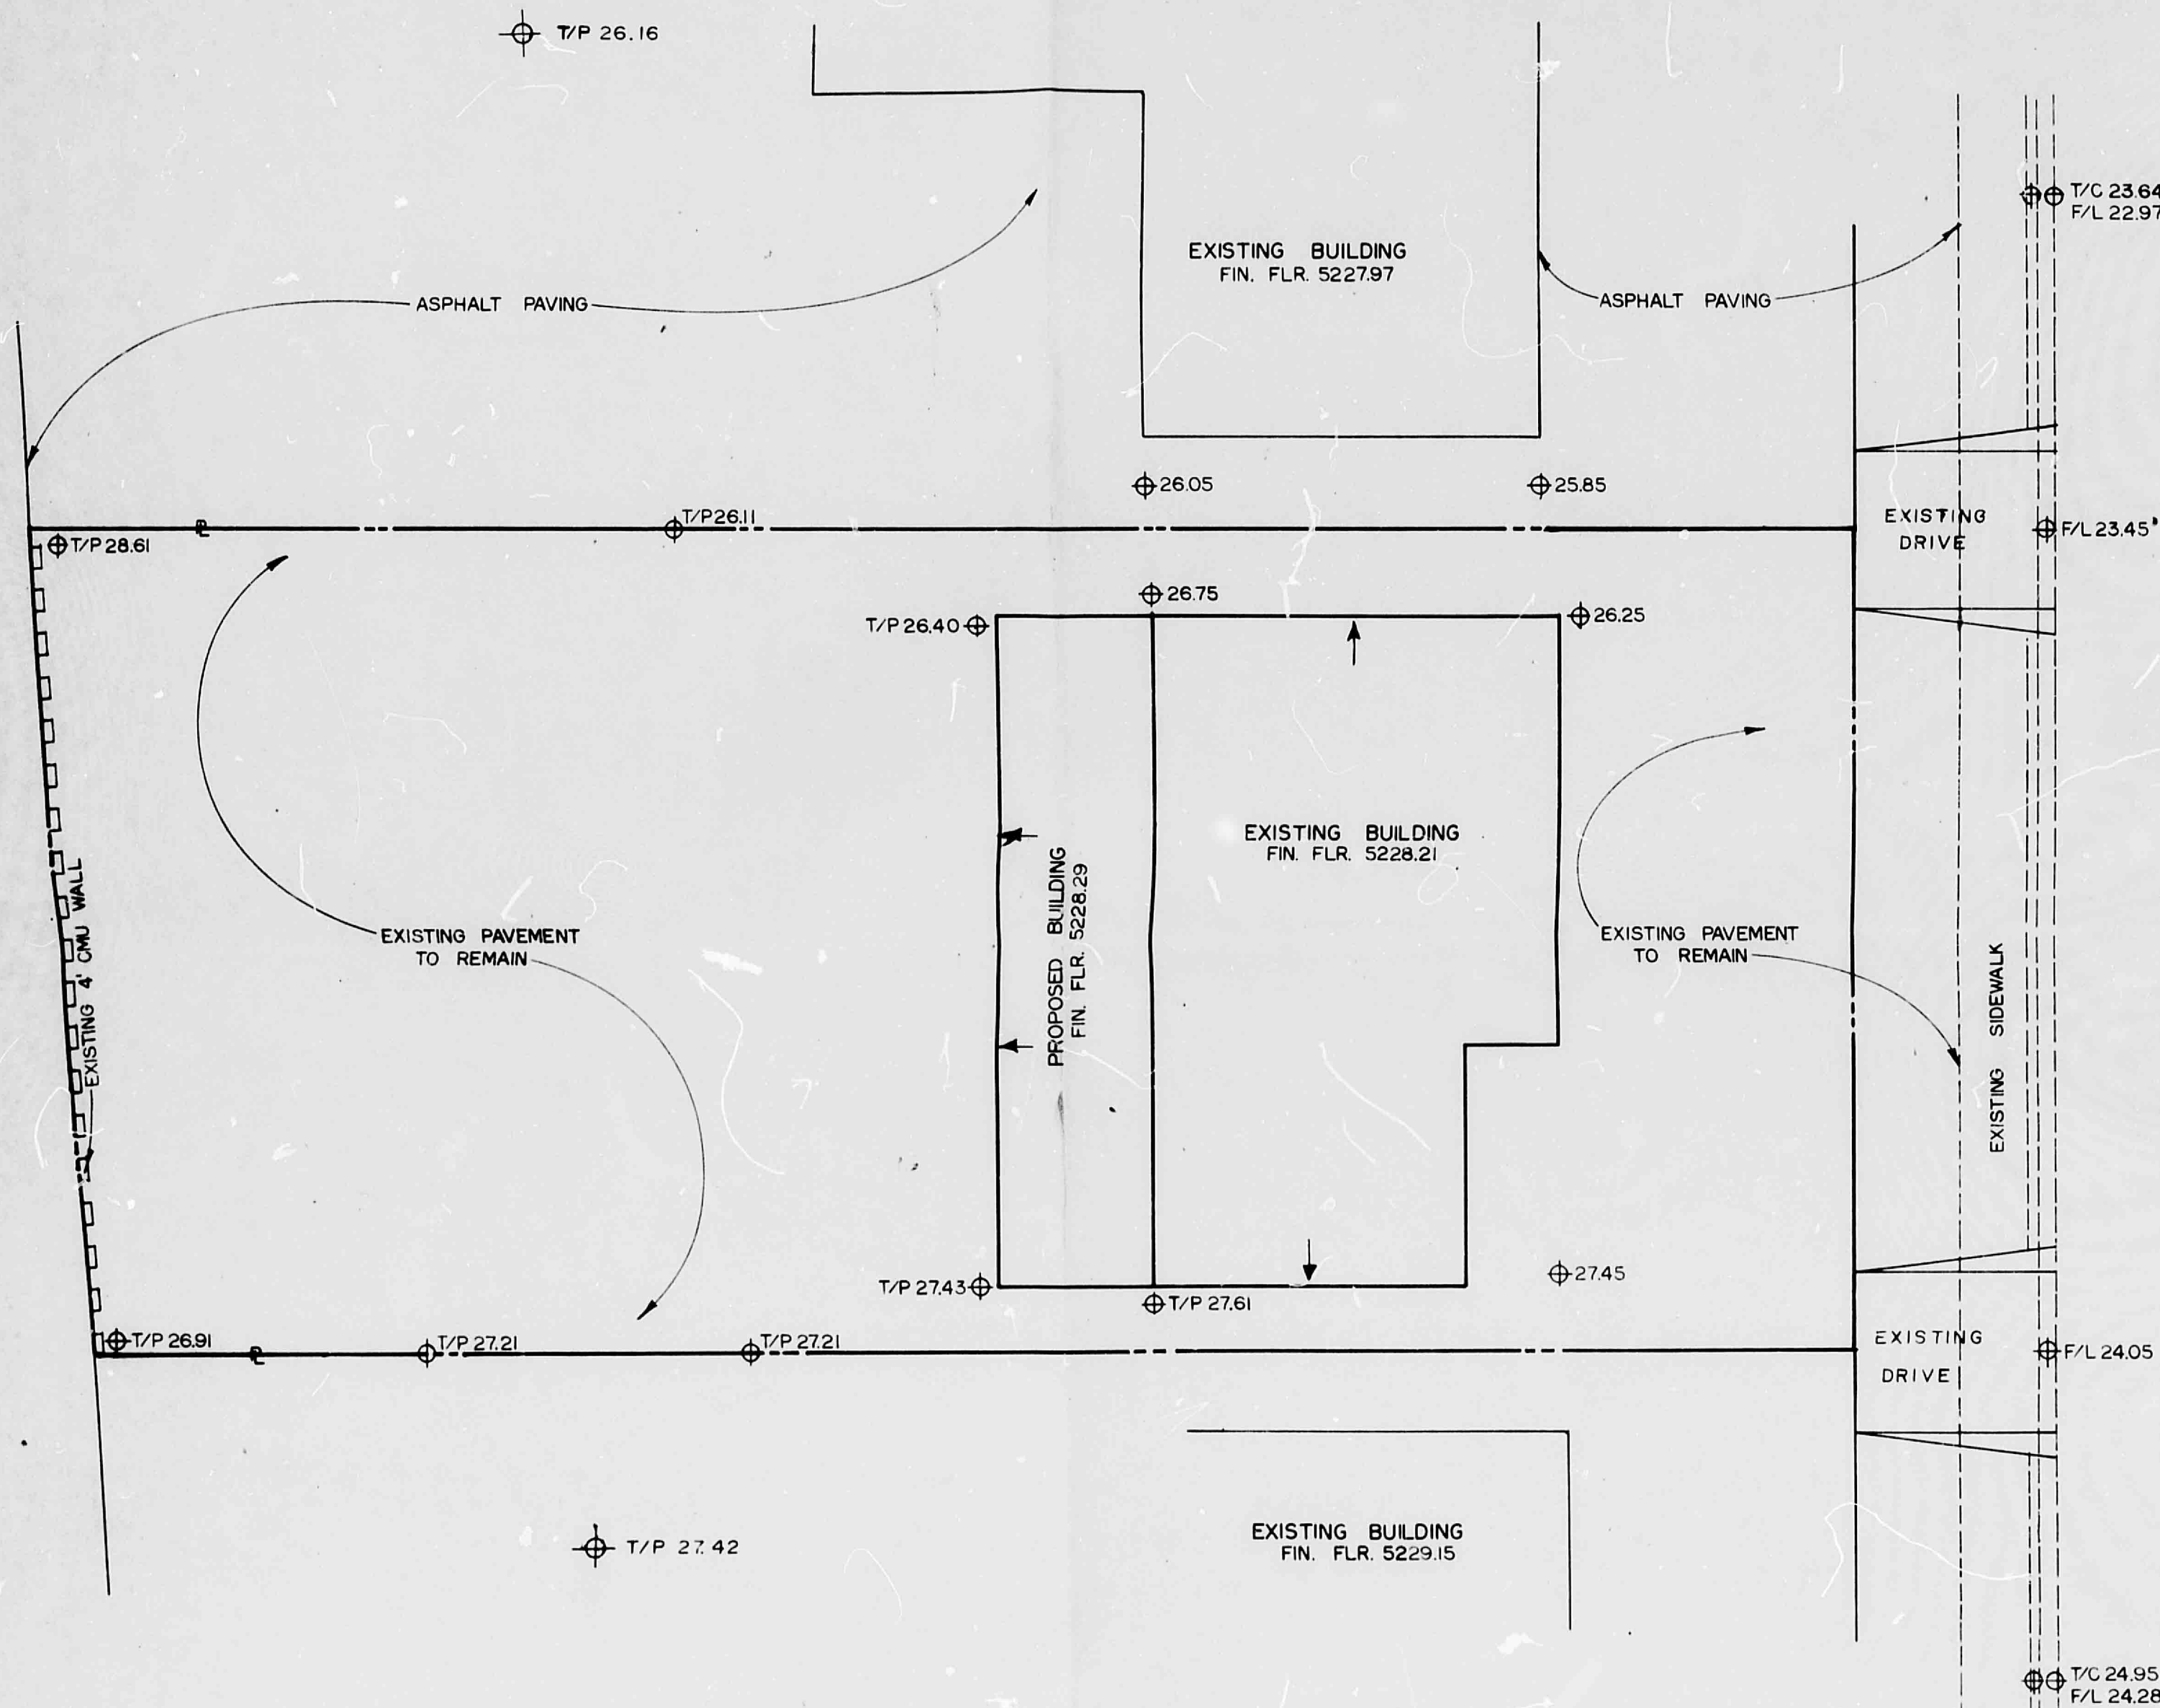 T/P 26.16
T/C 23.64
F/L 22.97
EXISTING BUILDING
FIN. FLR. 5227.97
ASPHALT PAVING
ASPHALT PAVING
26.05
25.85
T/P 26.11
EXISTING
DRIVE
F/L 23.45
T/P 28.61
26.75
T/P 26.40
26.25
EXISTING BUILDING
FIN. FLR. 5228.21
PROPOSED BUILDING
FIN. FLR. 5228.29
EXISTING 4' CMU WALL
EXISTING PAVEMENT
TO REMAIN
EXISTING PAVEMENT
TO REMAIN
EXISTING SIDEWALK
T/P 27.43
27.45
T/P 27.61
T/P 26.91
T/P 27.21
T/P 27.21
EXISTING
DRIVE
F/L 24.05
EXISTING BUILDING
FIN. FLR. 5229.15
T/P 27.42
T/C 24.95
F/L 24.28